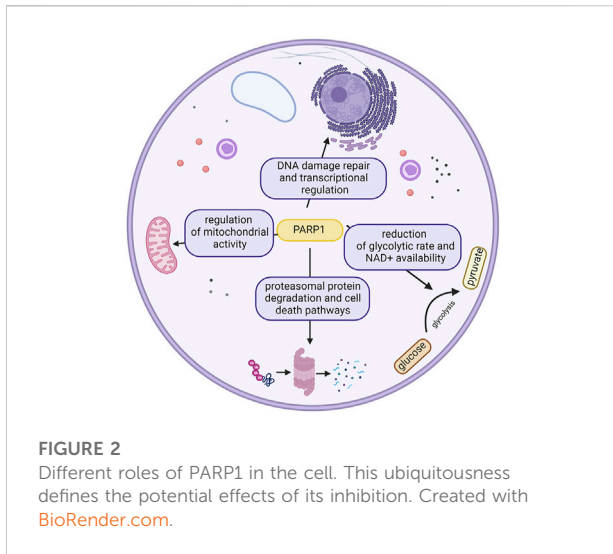 DNA damage repair
and transcriptional
regulation
regulation
of mitochondrial
activity
PARP1
reduction
of glycolytic rate and
NAD+ availability
proteasomal protein
degradation and cell
death pathways
pyruvate
glycolysis
glucose
FIGURE 2
Different roles of PARP1 in the cell. This ubiquitousness
defines the potential effects of its inhibition. Created with
BioRender.com.